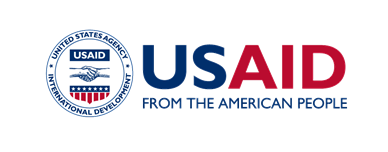 UNITED STATES AGENCY
USAID
INTERNATIONAL DEVELOPMENT
USAID
FROM THE AMERICAN PEOPLE